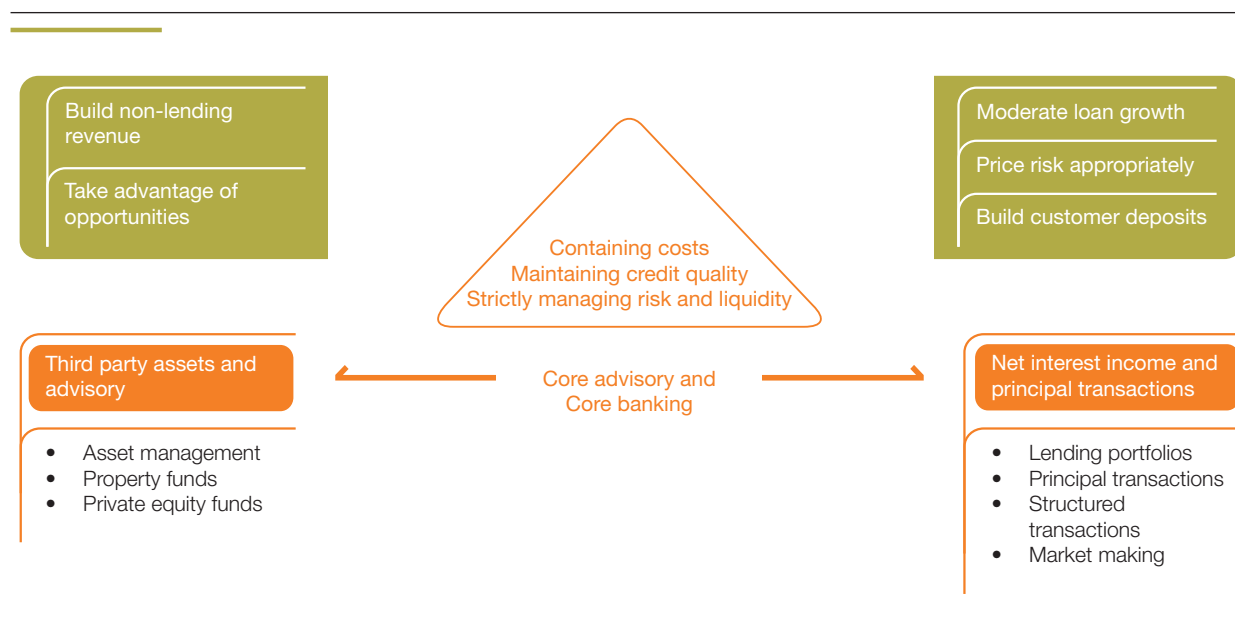 Build non-lending
revenue
Take advantage of
opportunities
Containing costs
Maintaining credit quality
Strictly managing risk and liquidity
Moderate loan growth
Price risk appropriately
Build customer deposits
Third party assets and
advisory
• Asset management
• Property funds
• Private equity funds
Core advisory and
Core banking
Net interest income and
principal transactions
• Lending portfolios
• Principal transactions
• Structured
transactions
• Market making